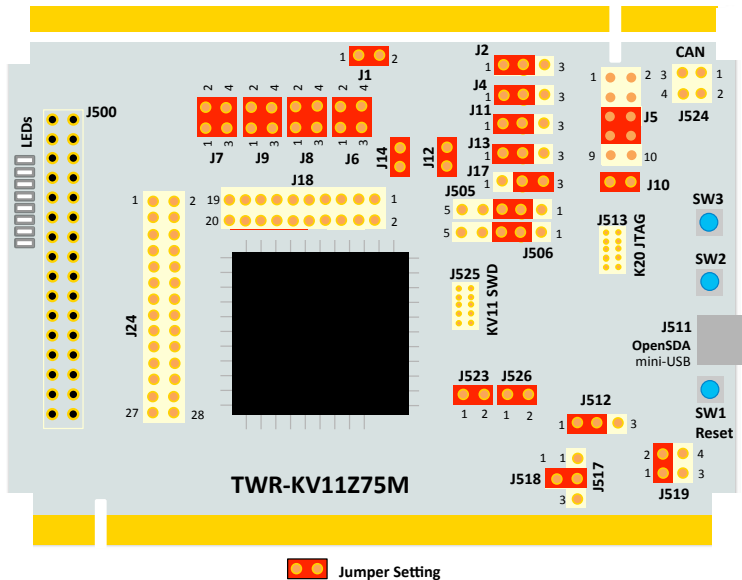 J2
CAN
1 2
J1
1 3
1 2 3 1
4 2
J524
2 4 2 4 2 4 2 4
J4
1 3
J500
LEDs
J11
1 3
J5
1 3 1 3 1 3 1 3
J7 J9 J8 J6
J14 J12
J13
1 3
9 10
J18
J17
1 3
J10
1 2
19 1
J505
5 1
SW3
20 2
5 1
J506
J513
K20 JTAG
SW2
J525
KV11 SWD
J24
J511
OpenSDA
mini-USB
J523 J526
1 2 1 2
27 28
J512
1 3
SW1
Reset
1 1
J517
J518
3
2 4
1 3
J519
TWR-KV11Z75M
Jumper Setting